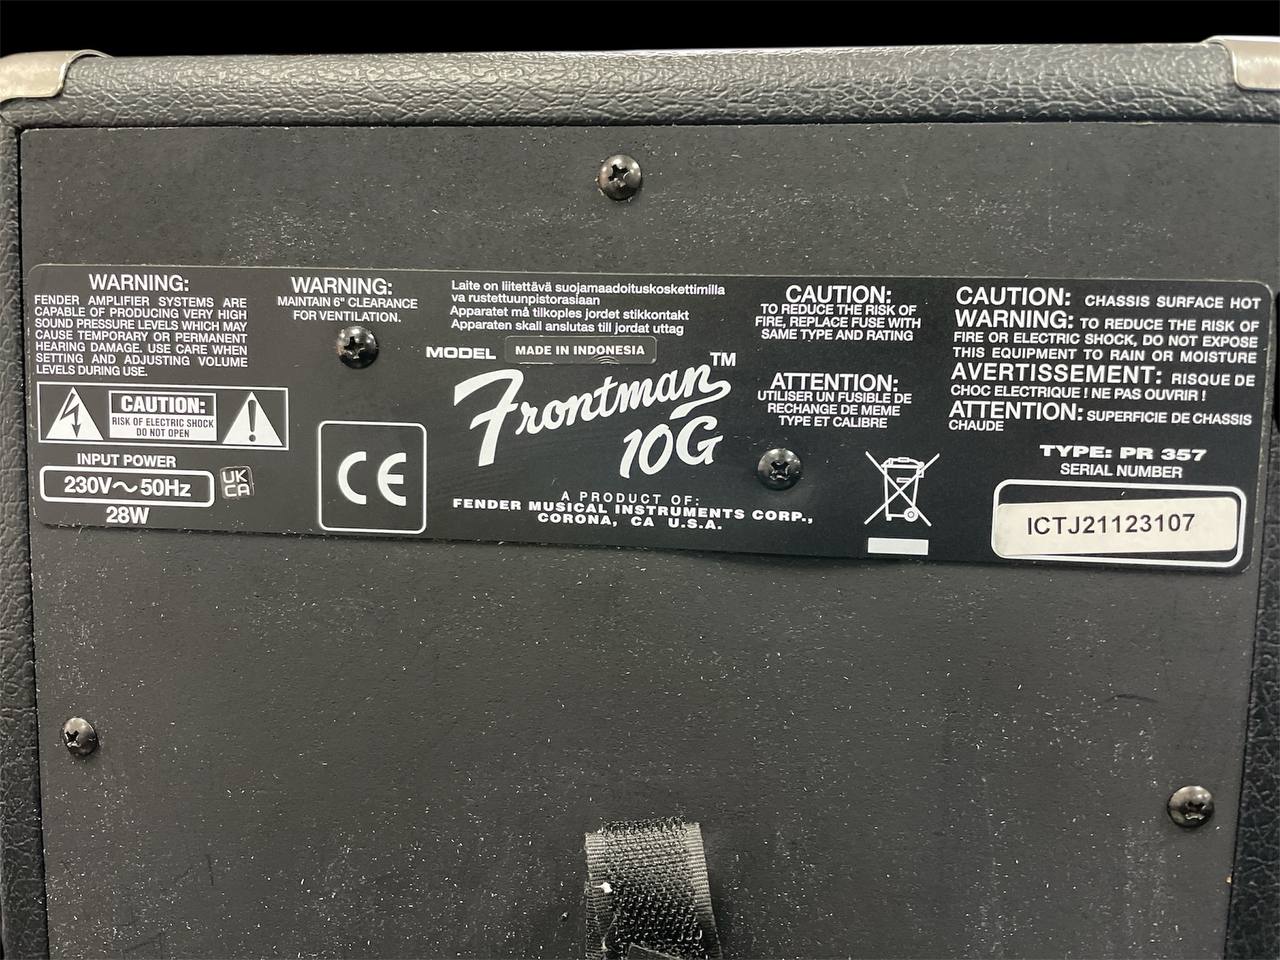 WARNING:
FENDER AMPLIFIER SYSTEMS ARE
CAPABLE OF PRODUCING VERY HIGH
SOUND PRESSURE LEVELS WHICH MAY
CAUSE TEMPORARY OR PERMANENT
HEARING DAMAGE. USE CARE WHEN
SETTING AND ADJUSTING VOLUME
LEVELS DURING USE.
CAUTION:
RISK OF ELECTRIC SHOCK
DO NOT OPEN
INPUT POWER
230V~50Hz
UK
CA
28W
WARNING:
MAINTAIN 6" CLEARANCE
FOR VENTILATION.
CE
Laite on liitettävä suojamaadoituskoskettimilla
va rustettuunpistorasiaan
Apparatet må tilkoples jordet stikkontakt
Apparaten skall anslutas till jordat uttag
MODEL MADE IN INDONESIA
Frontman™
10G
A PRODUCT OF:
FENDER MUSICAL INSTRUMENTS CORP.,
CORONA, CA U.S.A.
CAUTION:
TO REDUCE THE RISK OF
FIRE, REPLACE FUSE WITH
SAME TYPE AND RATING
ATTENTION:
UTILISER UN FUSIBLE DE
RECHANGE DE MEME
TYPE ET CALIBRE
CAUTION: CHASSIS SURFACE HOT
WARNING: TO REDUCE THE RISK OF
FIRE OR ELECTRIC SHOCK, DO NOT EXPOSE
THIS EQUIPMENT TO RAIN OR MOISTURE
AVERTISSEMENT: RISQUE DE
CHOC ELECTRIQUE ! NE PAS OUVRIR !
ATTENTION: SUPERFICIE DE CHASSIS
CHAUDE
TYPE: PR 357
SERIAL NUMBER
ICTJ21123107